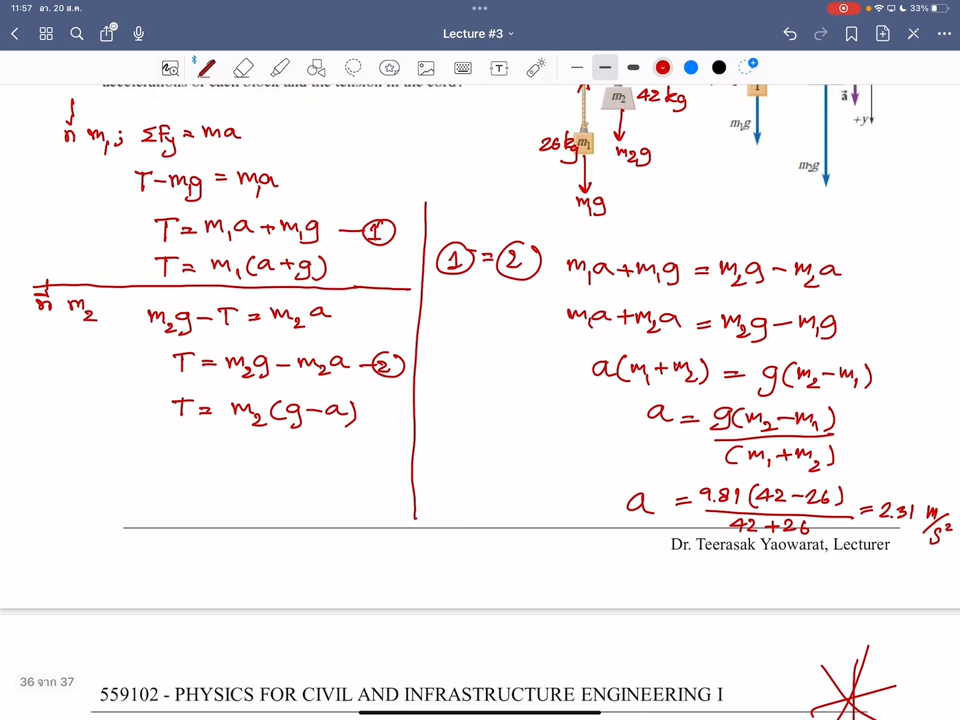 11:57 อา. 20 ส.ค.
33%
Lecture #3
accelerations of each block and the tension in the cord?
ที่ m₁; ΣFy = ma
T - m₁g = m₁a
T = m₁a + m₁g — ①
T = m₁(a+g)
ที่ m₂
m₂g - T = m₂a
T = m₂g - m₂a — ②
T = m₂(g-a)
m₂ 42 kg
26 kg m₁
m₂g
m₁g
1
m₁g
a
+y
m₂g
① = ②
m₁a + m₁g = m₂g - m₂a
m₁a + m₂a = m₂g - m₁g
a(m₁+m₂) = g(m₂-m₁)
a = g(m₂-m₁)
(m₁+m₂)
a = 9.81(42-26) = 2.31 m/s²
42+26
Dr. Teerasak Yaowarat, Lecturer
36 จาก 37
559102 - PHYSICS FOR CIVIL AND INFRASTRUCTURE ENGINEERING I